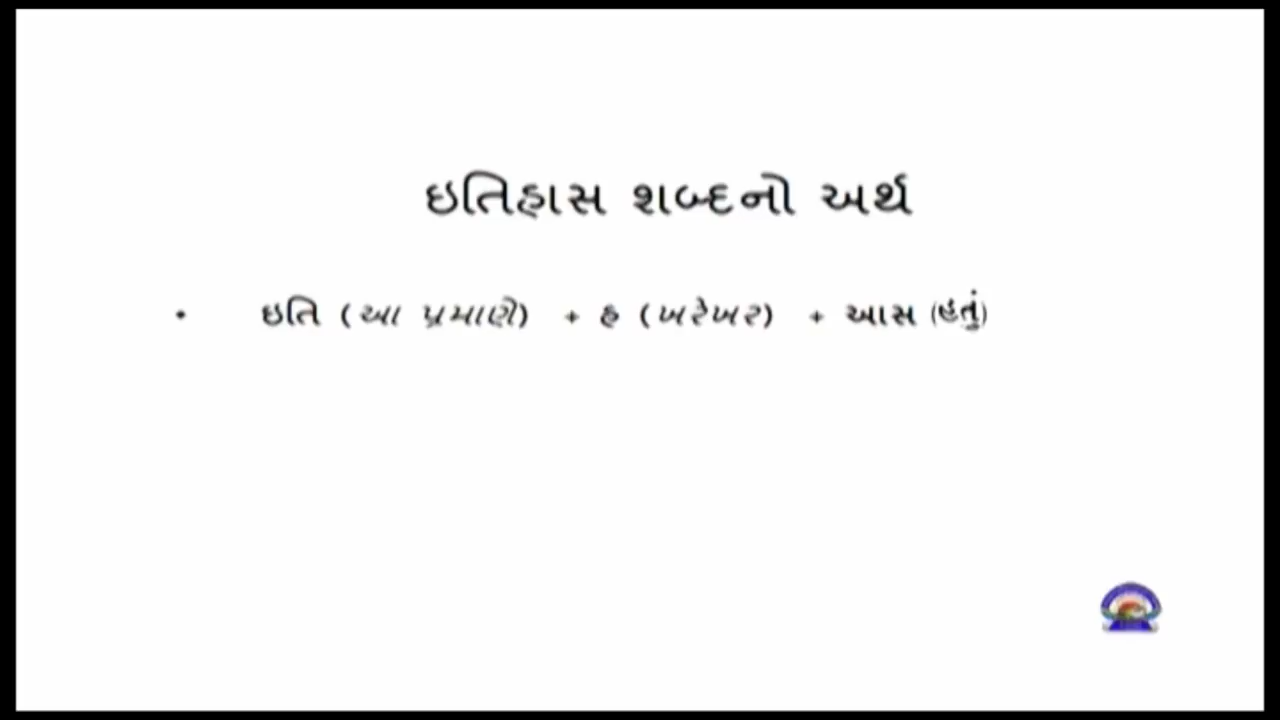 ઇતિહાસ શબ્દનો અર્થ
• ઇતિ (આ પ્રમાણે) + હ (ખરેખર) + આસ (હતું)